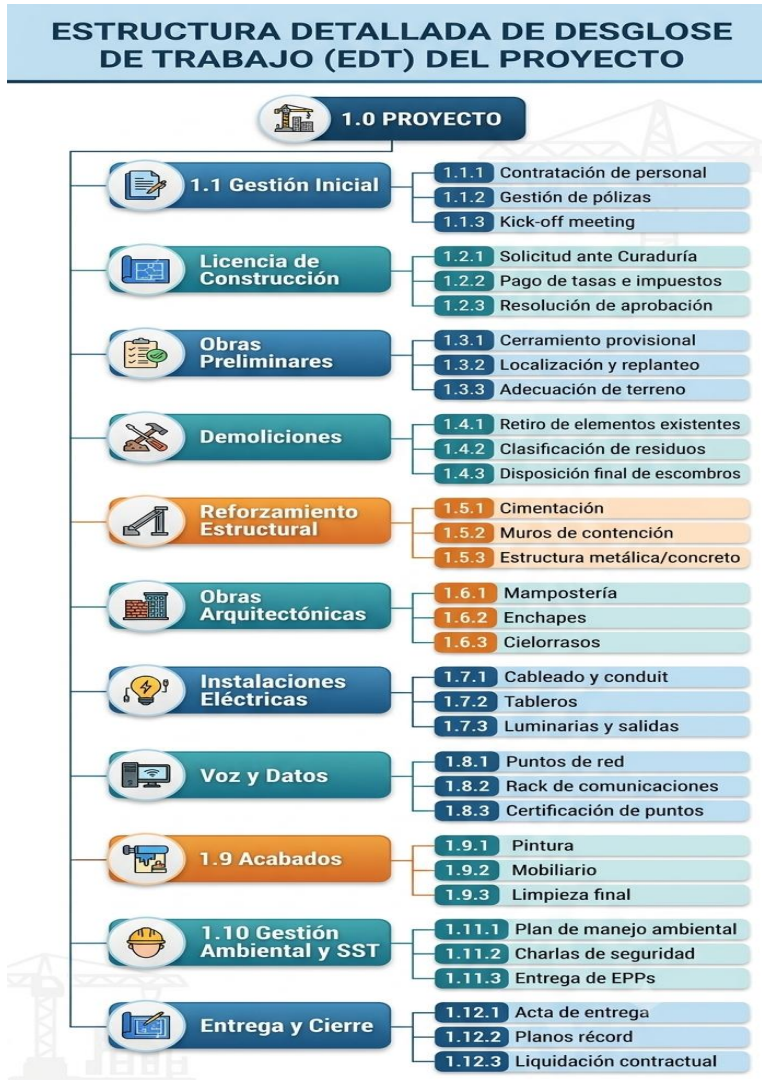 ESTRUCTURA DETALLADA DE DESGLOSE
DE TRABAJO (EDT) DEL PROYECTO
1.0 PROYECTO
1.1 Gestión Inicial
1.1.1 Contratación de personal
1.1.2 Gestión de pólizas
1.1.3 Kick-off meeting
Licencia de
Construcción
1.2.1 Solicitud ante Curaduría
1.2.2 Pago de tasas e impuestos
1.2.3 Resolución de aprobación
Obras
Preliminares
1.3.1 Cerramiento provisional
1.3.2 Localización y replanteo
1.3.3 Adecuación de terreno
Demoliciones
1.4.1 Retiro de elementos existentes
1.4.2 Clasificación de residuos
1.4.3 Disposición final de escombros
Reforzamiento
Estructural
1.5.1 Cimentación
1.5.2 Muros de contención
1.5.3 Estructura metálica/concreto
Obras
Arquitectónicas
1.6.1 Mampostería
1.6.2 Enchapes
1.6.3 Cielorrasos
Instalaciones
Eléctricas
1.7.1 Cableado y conduit
1.7.2 Tableros
1.7.3 Luminarias y salidas
Voz y Datos
1.8.1 Puntos de red
1.8.2 Rack de comunicaciones
1.8.3 Certificación de puntos
1.9 Acabados
1.9.1 Pintura
1.9.2 Mobiliario
1.9.3 Limpieza final
1.10 Gestión
Ambiental y SST
1.11.1 Plan de manejo ambiental
1.11.2 Charlas de seguridad
1.11.3 Entrega de EPPs
Entrega y Cierre
1.12.1 Acta de entrega
1.12.2 Planos récord
1.12.3 Liquidación contractual